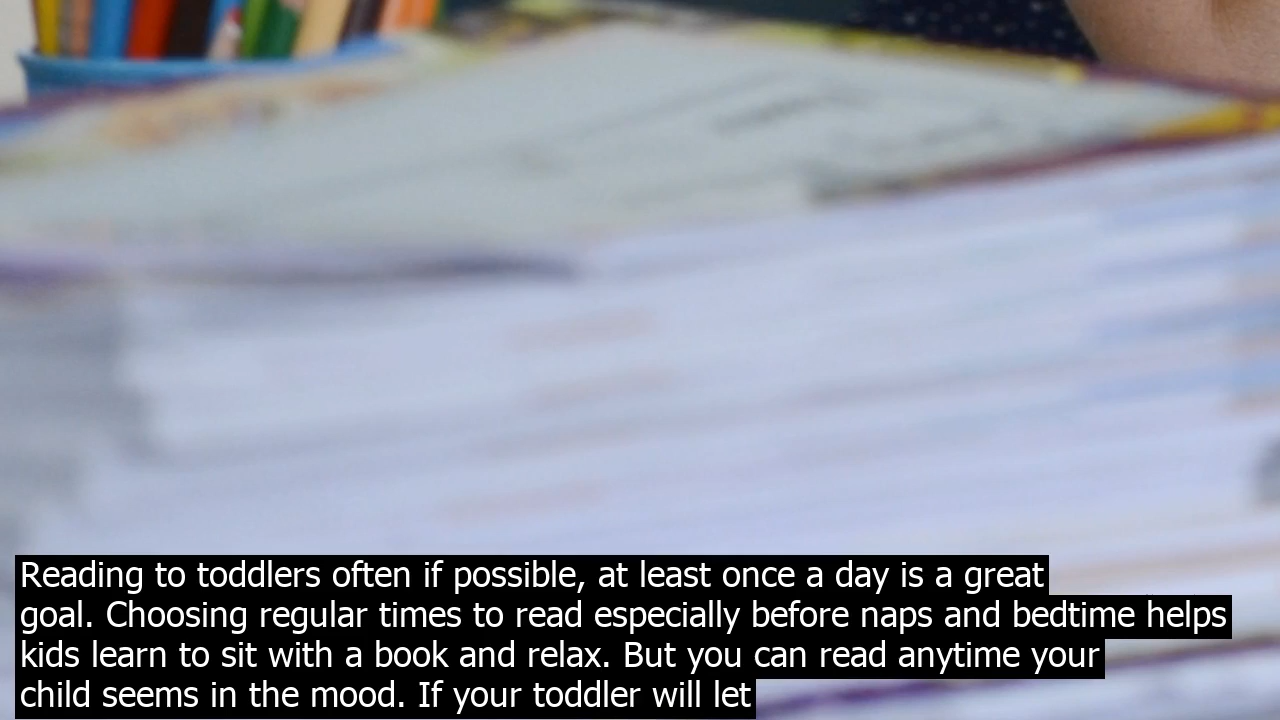 Reading to toddlers often if possible, at least once a day is a great
goal. Choosing regular times to read especially before naps and bedtime helps
kids learn to sit with a book and relax. But you can read anytime your
child seems in the mood. If your toddler will let